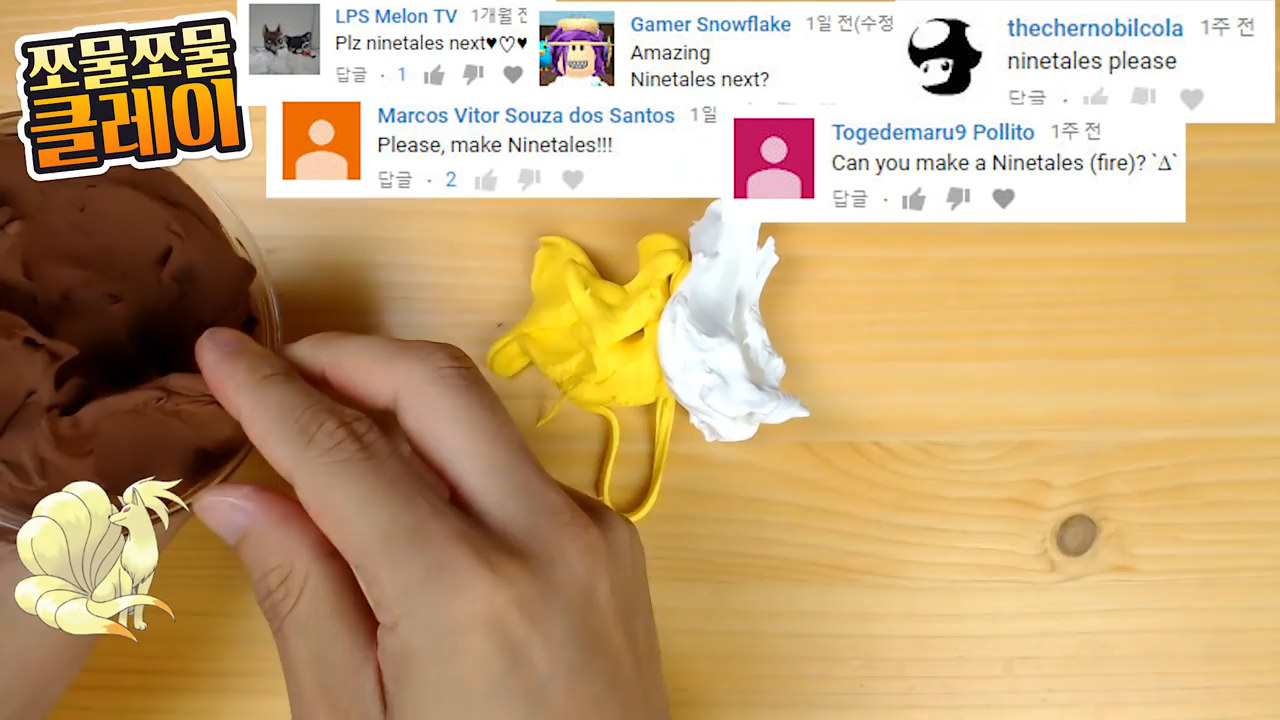 쪼물쪼물
클레이
LPS Melon TV 1개월 전
Plz ninetales next♥♡♥
답글 · 1
Gamer Snowflake 1일 전(수정
Amazing
Ninetales next?
thechernobilcola 1주 전
ninetales please
답글 ·
Marcos Vitor Souza dos Santos 1일
Please, make Ninetales!!!
답글 · 2
Togedemaru9 Pollito 1주 전
Can you make a Ninetales (fire)? `Δ´
답글 ·